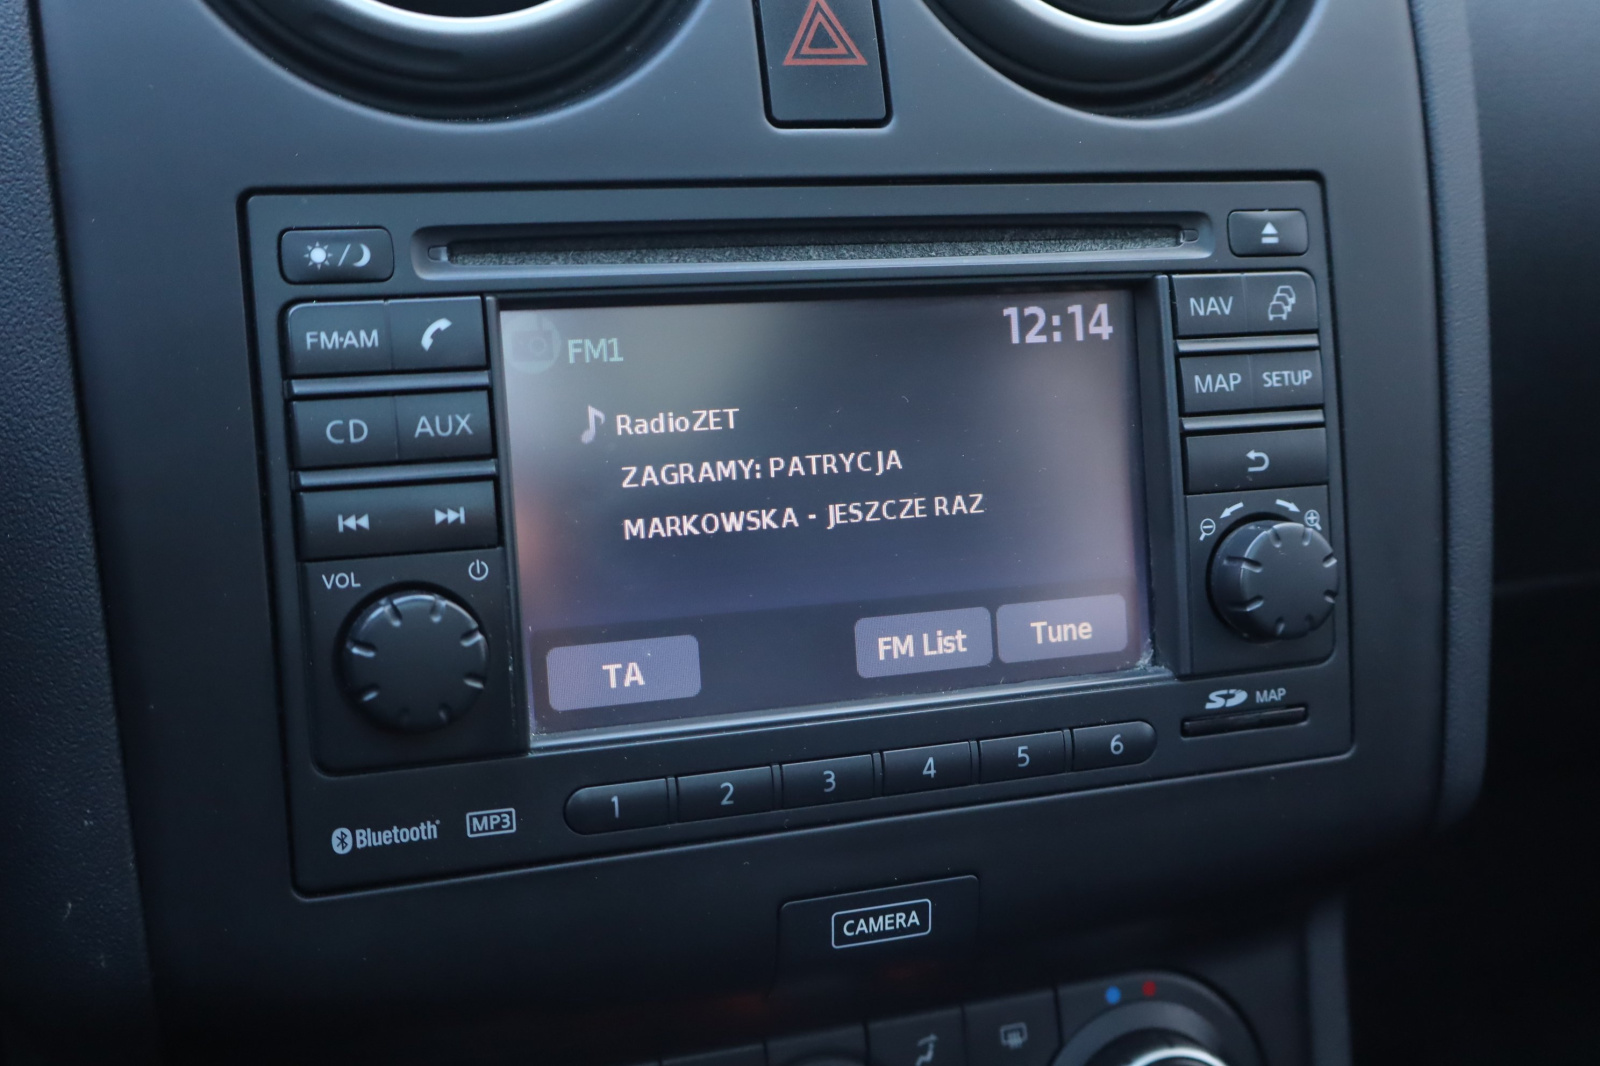 FM·AM
NAV
FM1
12:14
MAP SETUP
CD AUX
RadioZET
ZAGRAMY: PATRYCJA
MARKOWSKA - JESZCZE RAZ
VOL
TA FM List Tune
SD MAP
1 2 3 4 5 6
Bluetooth® MP3
CAMERA